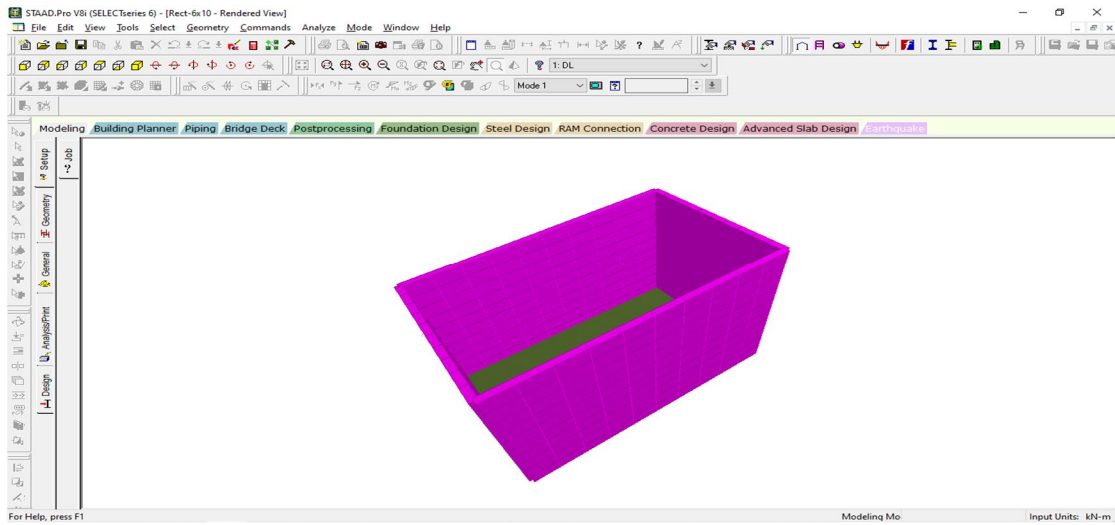 STAAD.Pro V8i (SELECTseries 6) - [Rect-6x10 - Rendered View]
File Edit View Tools Select Geometry Commands Analyze Mode Window Help
1: DL
Mode 1
Modeling Building Planner Piping Bridge Deck Postprocessing Foundation Design Steel Design RAM Connection Concrete Design Advanced Slab Design Earthquake
Setup
Job
Geometry
General
Analysis/Print
Design
For Help, press F1
Modeling Mo
Input Units: kN-m